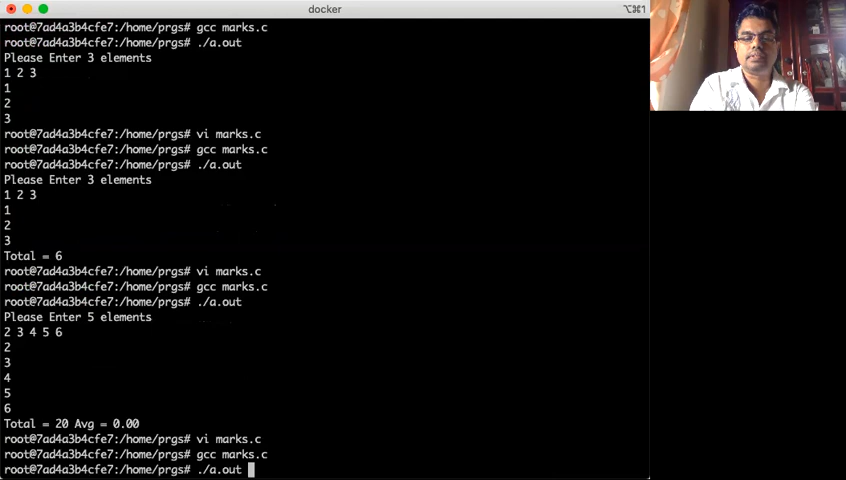 docker
⌥⌘1
root@7ad4a3b4cfe7:/home/prgs# gcc marks.c
root@7ad4a3b4cfe7:/home/prgs# ./a.out
Please Enter 3 elements
1 2 3
1
2
3
root@7ad4a3b4cfe7:/home/prgs# vi marks.c
root@7ad4a3b4cfe7:/home/prgs# gcc marks.c
root@7ad4a3b4cfe7:/home/prgs# ./a.out
Please Enter 3 elements
1 2 3
1
2
3
Total = 6
root@7ad4a3b4cfe7:/home/prgs# vi marks.c
root@7ad4a3b4cfe7:/home/prgs# gcc marks.c
root@7ad4a3b4cfe7:/home/prgs# ./a.out
Please Enter 5 elements
2 3 4 5 6
2
3
4
5
6
Total = 20 Avg = 0.00
root@7ad4a3b4cfe7:/home/prgs# vi marks.c
root@7ad4a3b4cfe7:/home/prgs# gcc marks.c
root@7ad4a3b4cfe7:/home/prgs# ./a.out